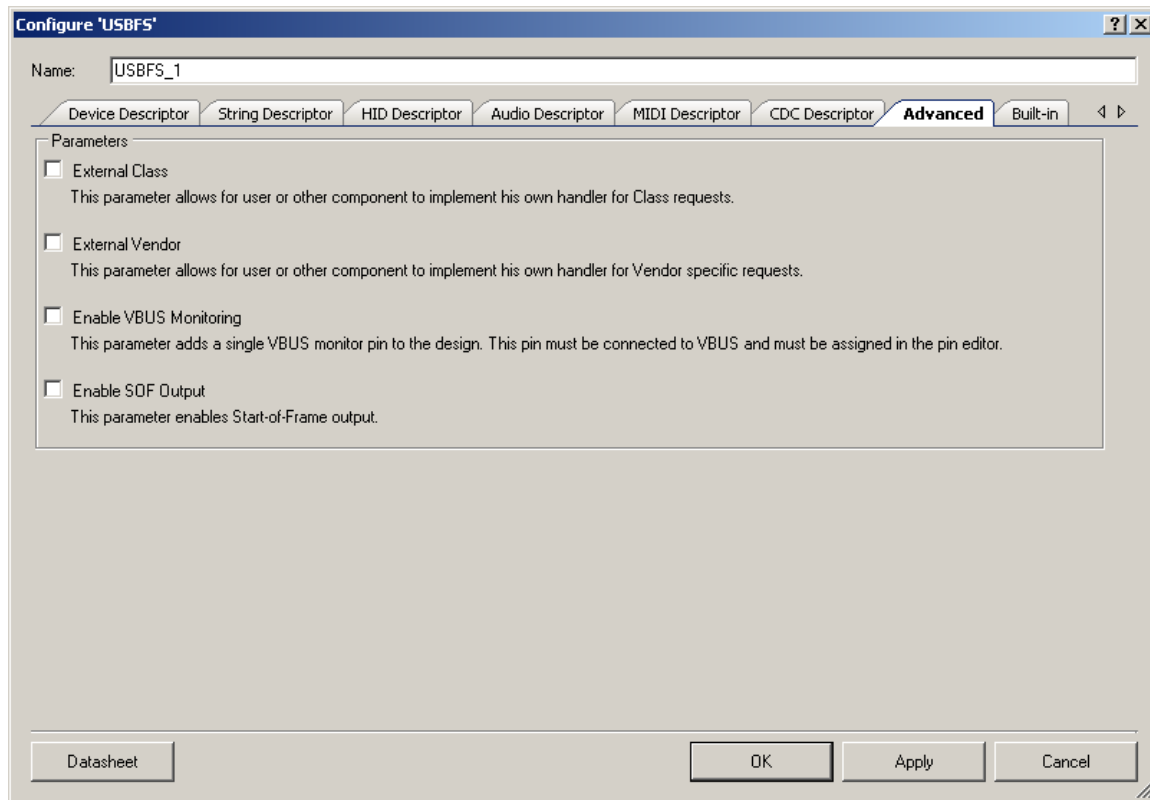 Configure 'USBFS'
Name: USBFS_1
Device Descriptor String Descriptor HID Descriptor Audio Descriptor MIDI Descriptor CDC Descriptor Advanced Built-in
Parameters
External Class
This parameter allows for user or other component to implement his own handler for Class requests.
External Vendor
This parameter allows for user or other component to implement his own handler for Vendor specific requests.
Enable VBUS Monitoring
This parameter adds a single VBUS monitor pin to the design. This pin must be connected to VBUS and must be assigned in the pin editor.
Enable SOF Output
This parameter enables Start-of-Frame output.
Datasheet OK Apply Cancel